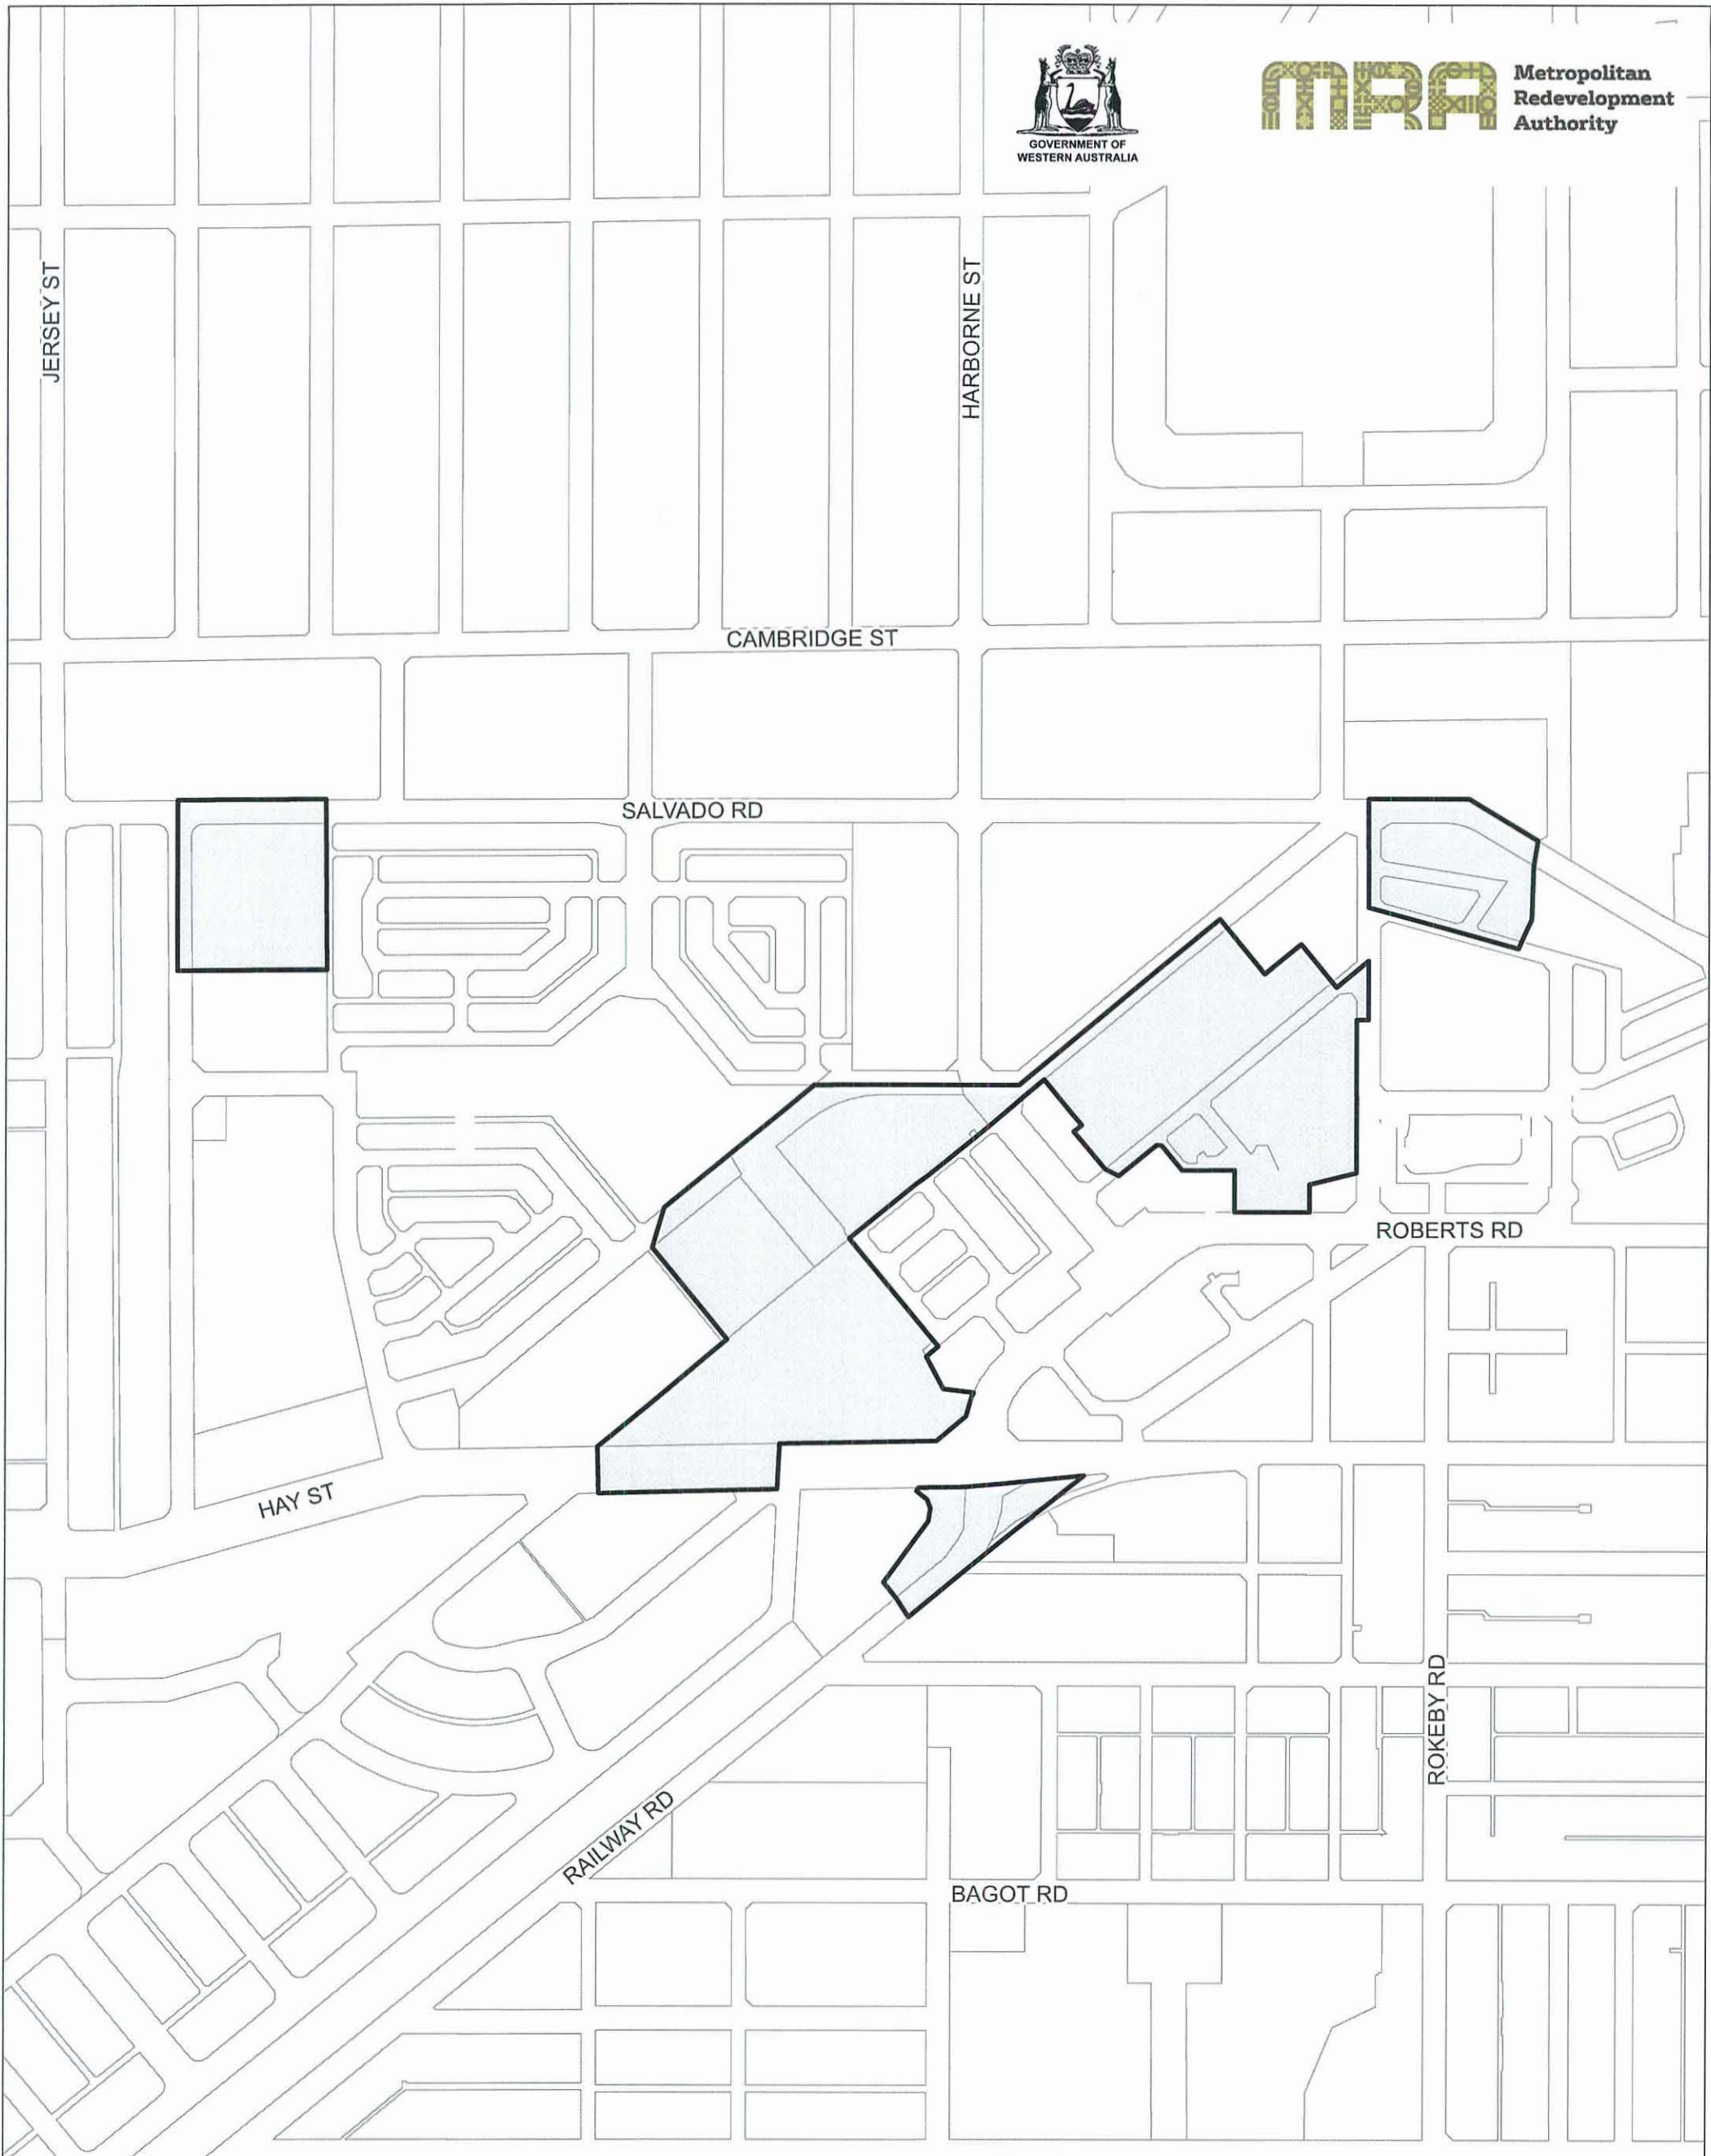 GOVERNMENT OF
WESTERN AUSTRALIA
MRA
Metropolitan
Redevelopment
Authority
JERSEY ST
HARBORNE ST
CAMBRIDGE ST
SALVADO RD
ROBERTS RD
HAY ST
ROKEBY RD
RAILWAY RD
BAGOT RD